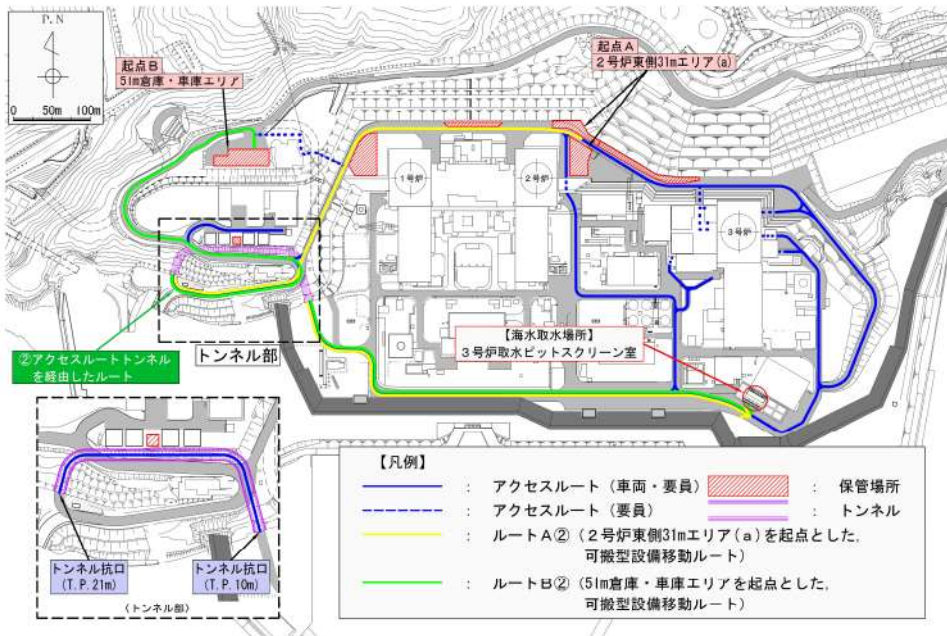 P.N
0 50m 100m
起点B
51m倉庫・車庫エリア
起点A
2号炉東側31mエリア(a)
1号炉
2号炉
3号炉
トンネル部
②アクセスルートトンネル
を経由したルート
【海水取水場所】
3号炉取水ピットスクリーン室
トンネル坑口
(T.P.21m)
トンネル坑口
(T.P.10m)
(トンネル部)
【凡例】
: アクセスルート(車両・要員)
: 保管場所
: アクセスルート(要員)
: トンネル
: ルートA②(2号炉東側31mエリア(a)を起点とした,
可搬型設備移動ルート)
: ルートB②(51m倉庫・車庫エリアを起点とした,
可搬型設備移動ルート)